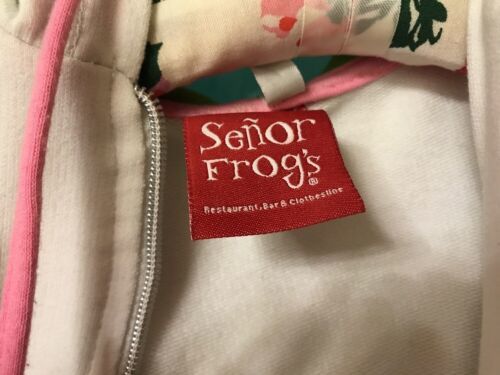 Señor
Frog's®
Restaurant, Bar & Clothesline